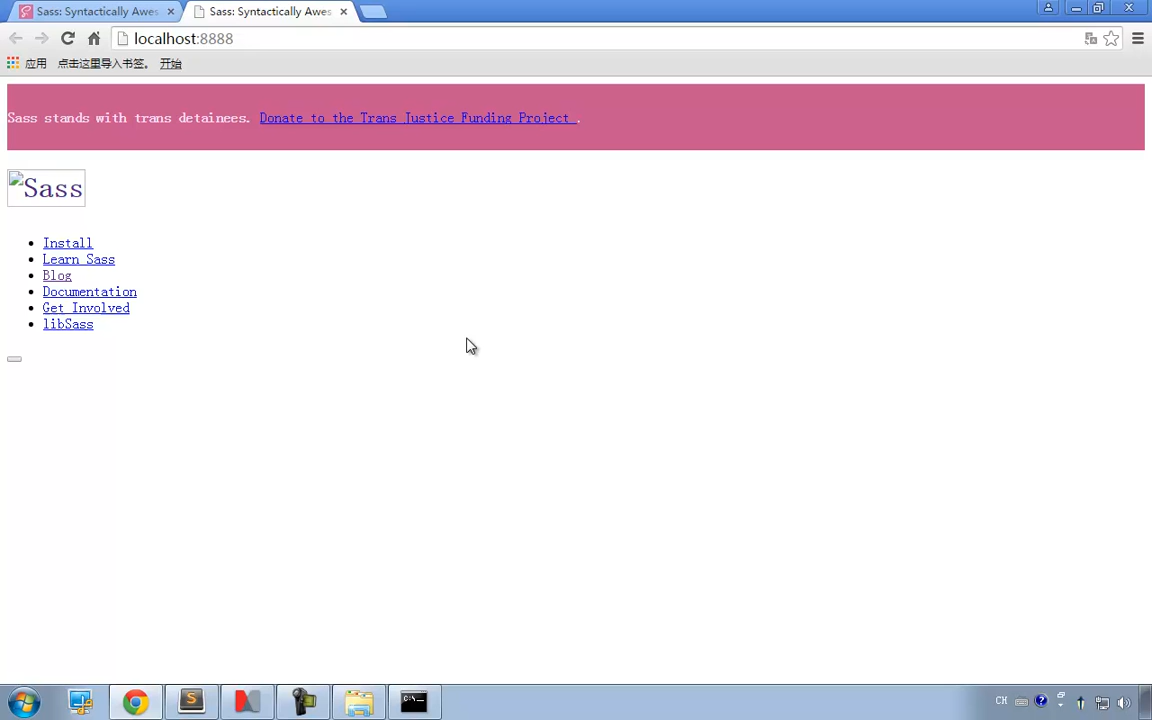 Sass: Syntactically Awes
Sass: Syntactically Awes
localhost:8888
应用 点击这里导入书签。 开始
Sass stands with trans detainees. Donate to the Trans Justice Funding Project .
Sass
Install
Learn Sass
Blog
Documentation
Get Involved
libSass
CH